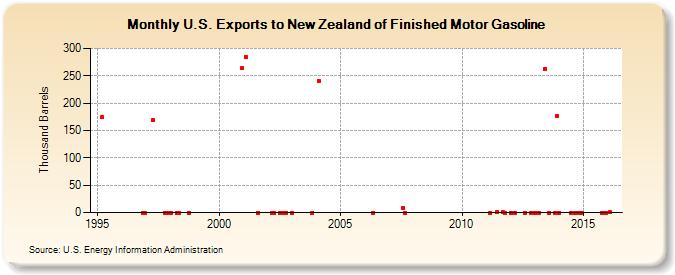 Monthly U.S. Exports to New Zealand of Finished Motor Gasoline
Thousand Barrels
300
250
200
150
100
50
0
1995 2000 2005 2010 2015
Source: U.S. Energy Information Administration